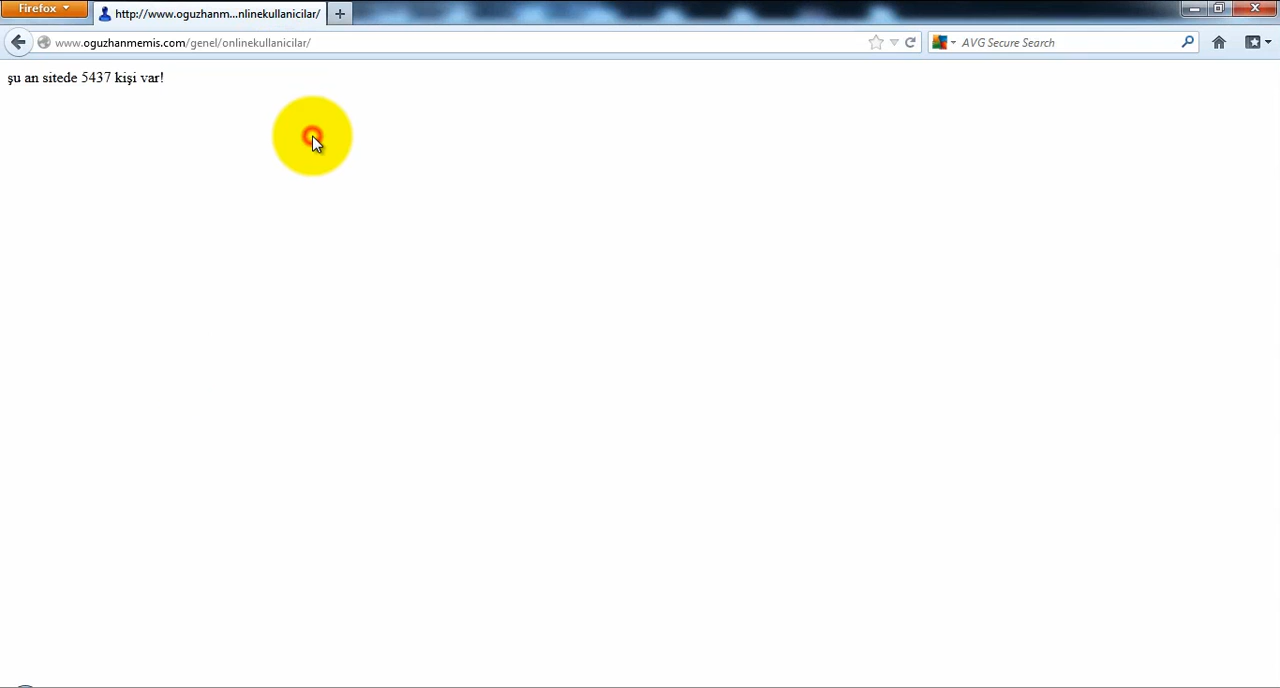 Firefox
http://www.oguzhanm...nlinekullanicilar/
www.oguzhanmemis.com/genel/onlinekullanicilar/
AVG Secure Search
şu an sitede 5437 kişi var!